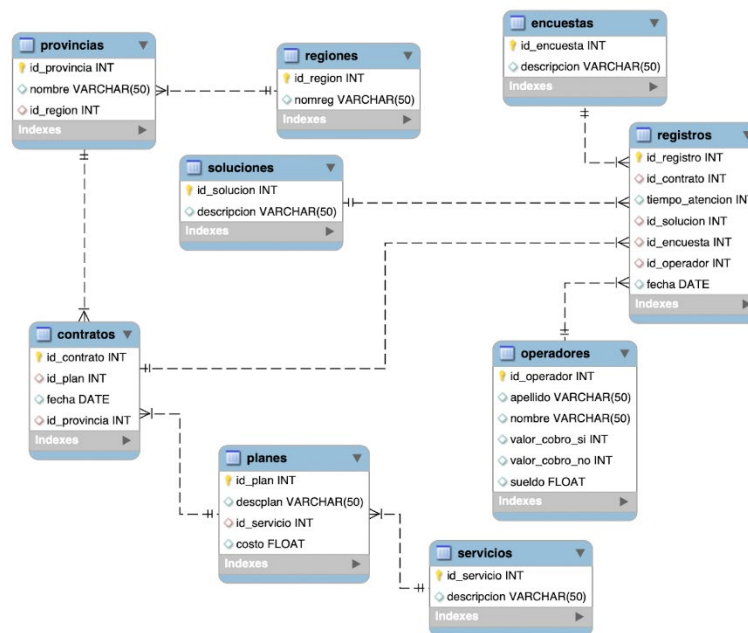 provincias
id_provincia INT
nombre VARCHAR(50)
id_region INT
Indexes
regiones
id_region INT
nomreg VARCHAR(50)
Indexes
encuestas
id_encuesta INT
descripcion VARCHAR(50)
Indexes
registros
id_registro INT
id_contrato INT
tiempo_atencion INT
id_solucion INT
id_encuesta INT
id_operador INT
fecha DATE
Indexes
soluciones
id_solucion INT
descripcion VARCHAR(50)
Indexes
contratos
id_contrato INT
id_plan INT
fecha DATE
id_provincia INT
Indexes
operadores
id_operador INT
apellido VARCHAR(50)
nombre VARCHAR(50)
valor_cobro_si INT
valor_cobro_no INT
sueldo FLOAT
Indexes
planes
id_plan INT
descplan VARCHAR(50)
id_servicio INT
costo FLOAT
Indexes
servicios
id_servicio INT
descripcion VARCHAR(50)
Indexes